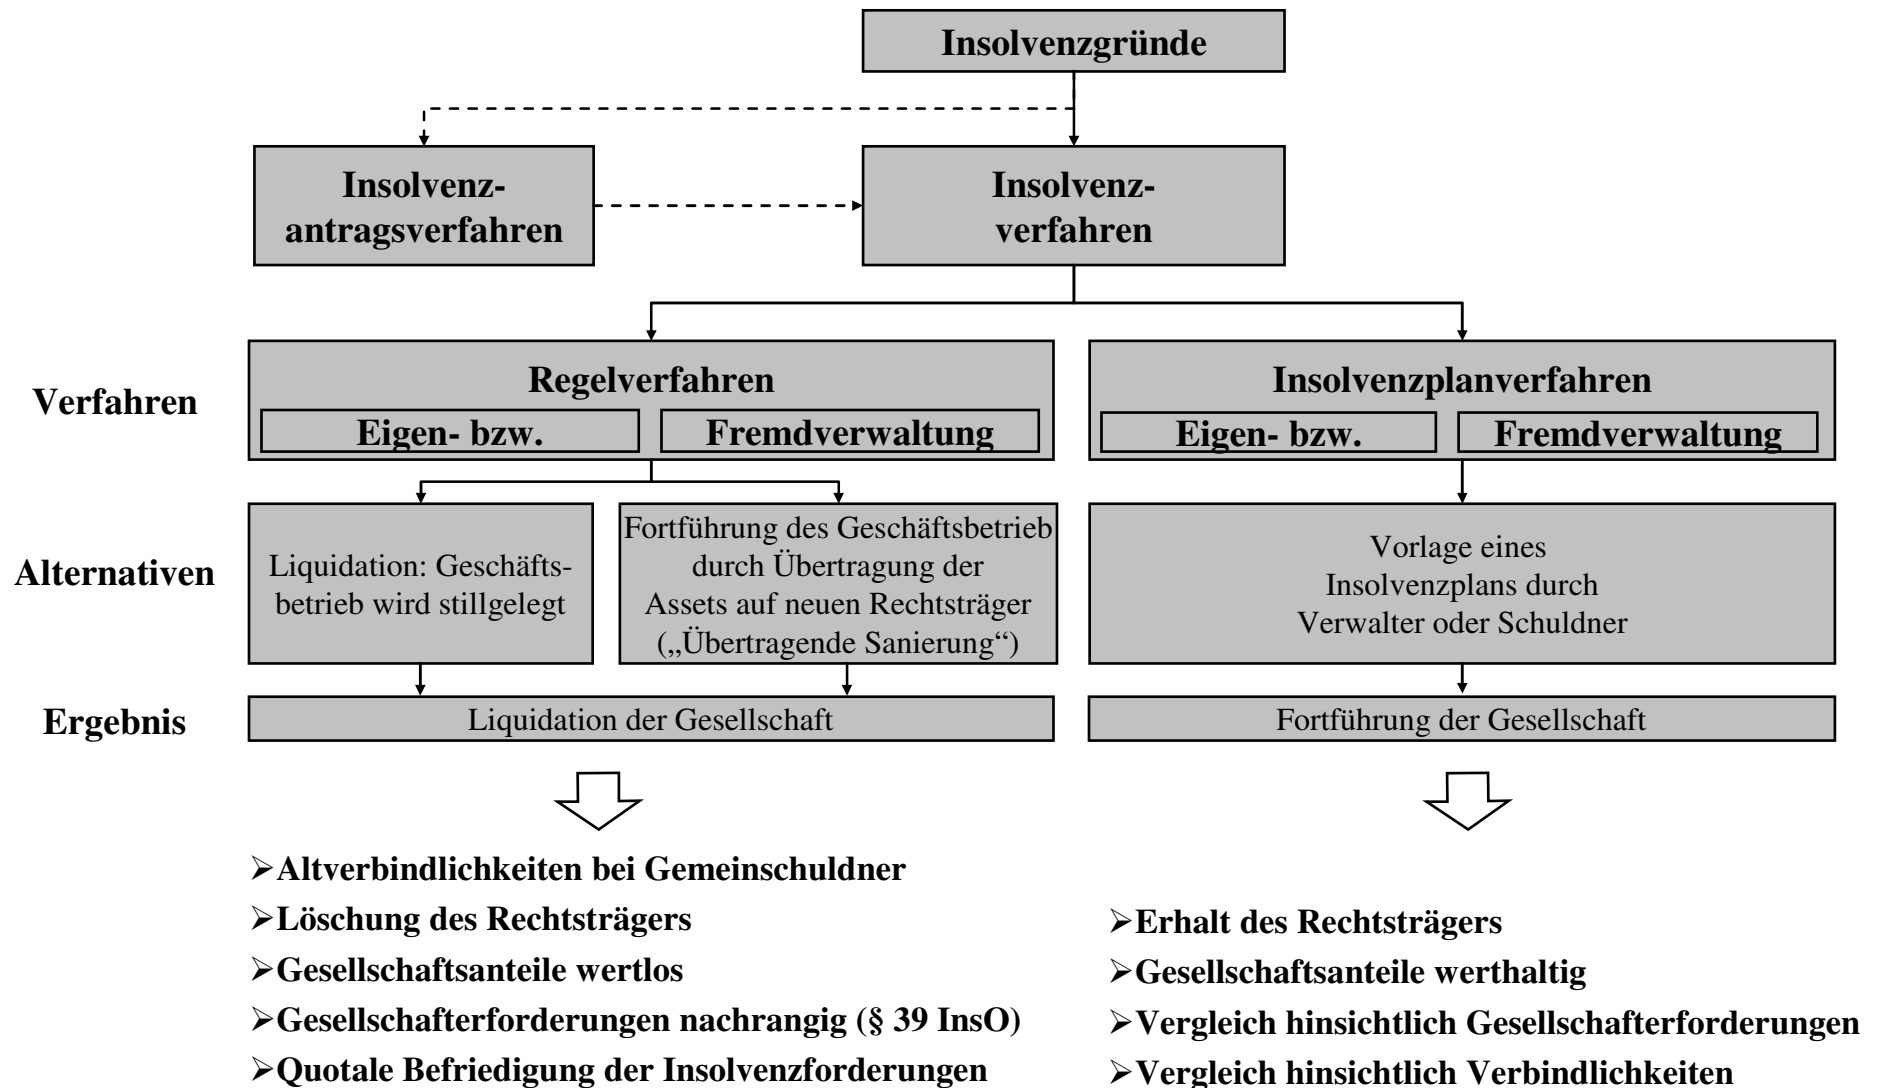 Insolvenzgründe
Insolvenz-
antragsverfahren
Insolvenz-
verfahren
Verfahren
Regelverfahren
Eigen- bzw.
Fremdverwaltung
Insolvenzplanverfahren
Eigen- bzw.
Fremdverwaltung
Alternativen
Liquidation: Geschäfts-
betrieb wird stillgelegt
Fortführung des Geschäftsbetrieb
durch Übertragung der
Assets auf neuen Rechtsträger
(„Übertragende Sanierung“)
Vorlage eines
Insolvenzplans durch
Verwalter oder Schuldner
Ergebnis
Liquidation der Gesellschaft
Fortführung der Gesellschaft
➢Altverbindlichkeiten bei Gemeinschuldner
➢Löschung des Rechtsträgers
➢Gesellschaftsanteile wertlos
➢Gesellschafterforderungen nachrangig (§ 39 InsO)
➢Quotale Befriedigung der Insolvenzforderungen
➢Erhalt des Rechtsträgers
➢Gesellschaftsanteile werthaltig
➢Vergleich hinsichtlich Gesellschafterforderungen
➢Vergleich hinsichtlich Verbindlichkeiten